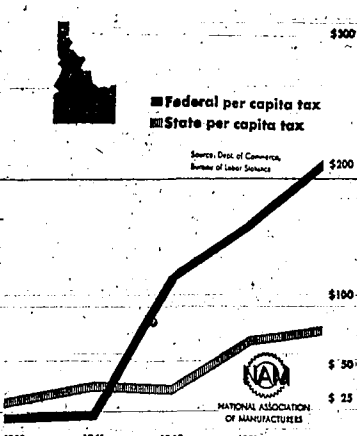 $300
Federal per capita tax
State per capita tax
Source: Dept. of Commerce,
Bureau of Labor Statistics
$200
$100
$ 50
$ 25
NAM
NATIONAL ASSOCIATION
OF MANUFACTURERS